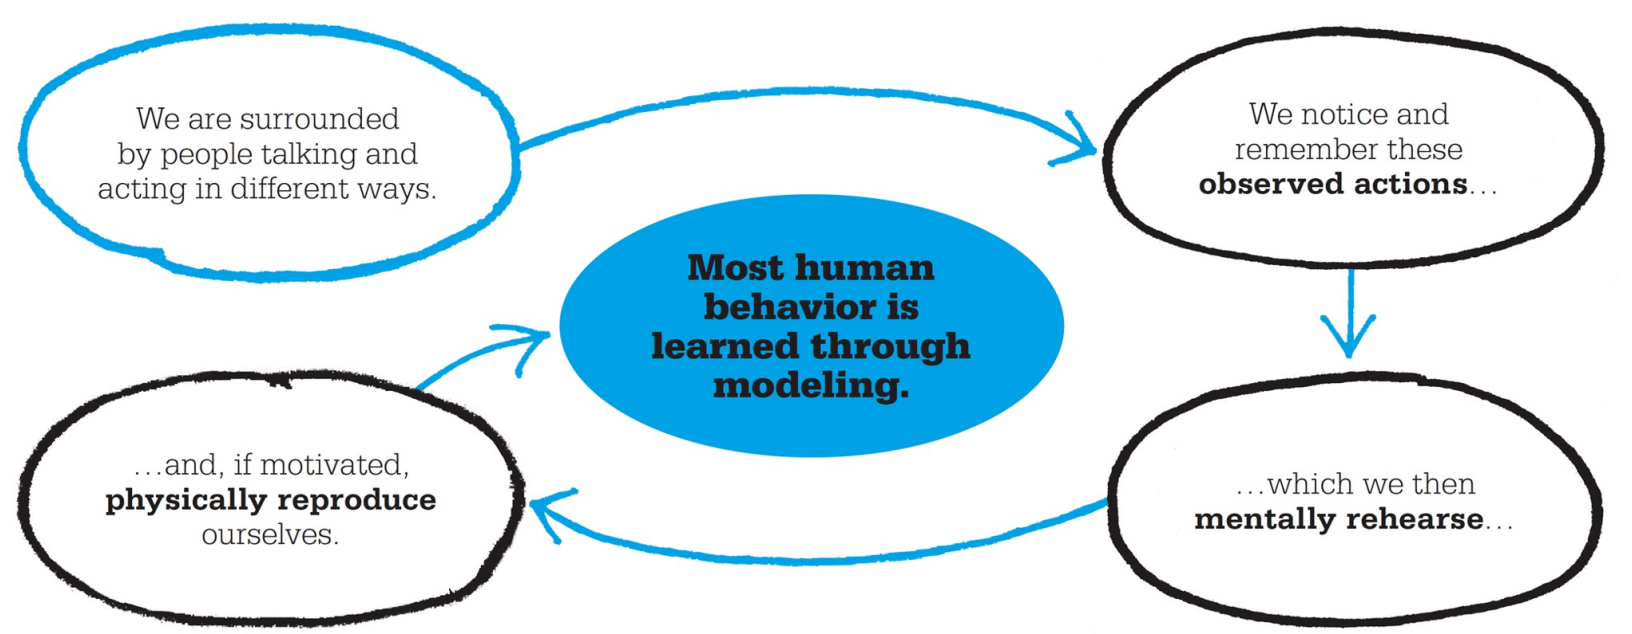 We are surrounded
by people talking and
acting in different ways.
We notice and
remember these
observed actions…
…which we then
mentally rehearse…
…and, if motivated,
physically reproduce
ourselves.
Most human
behavior is
learned through
modeling.